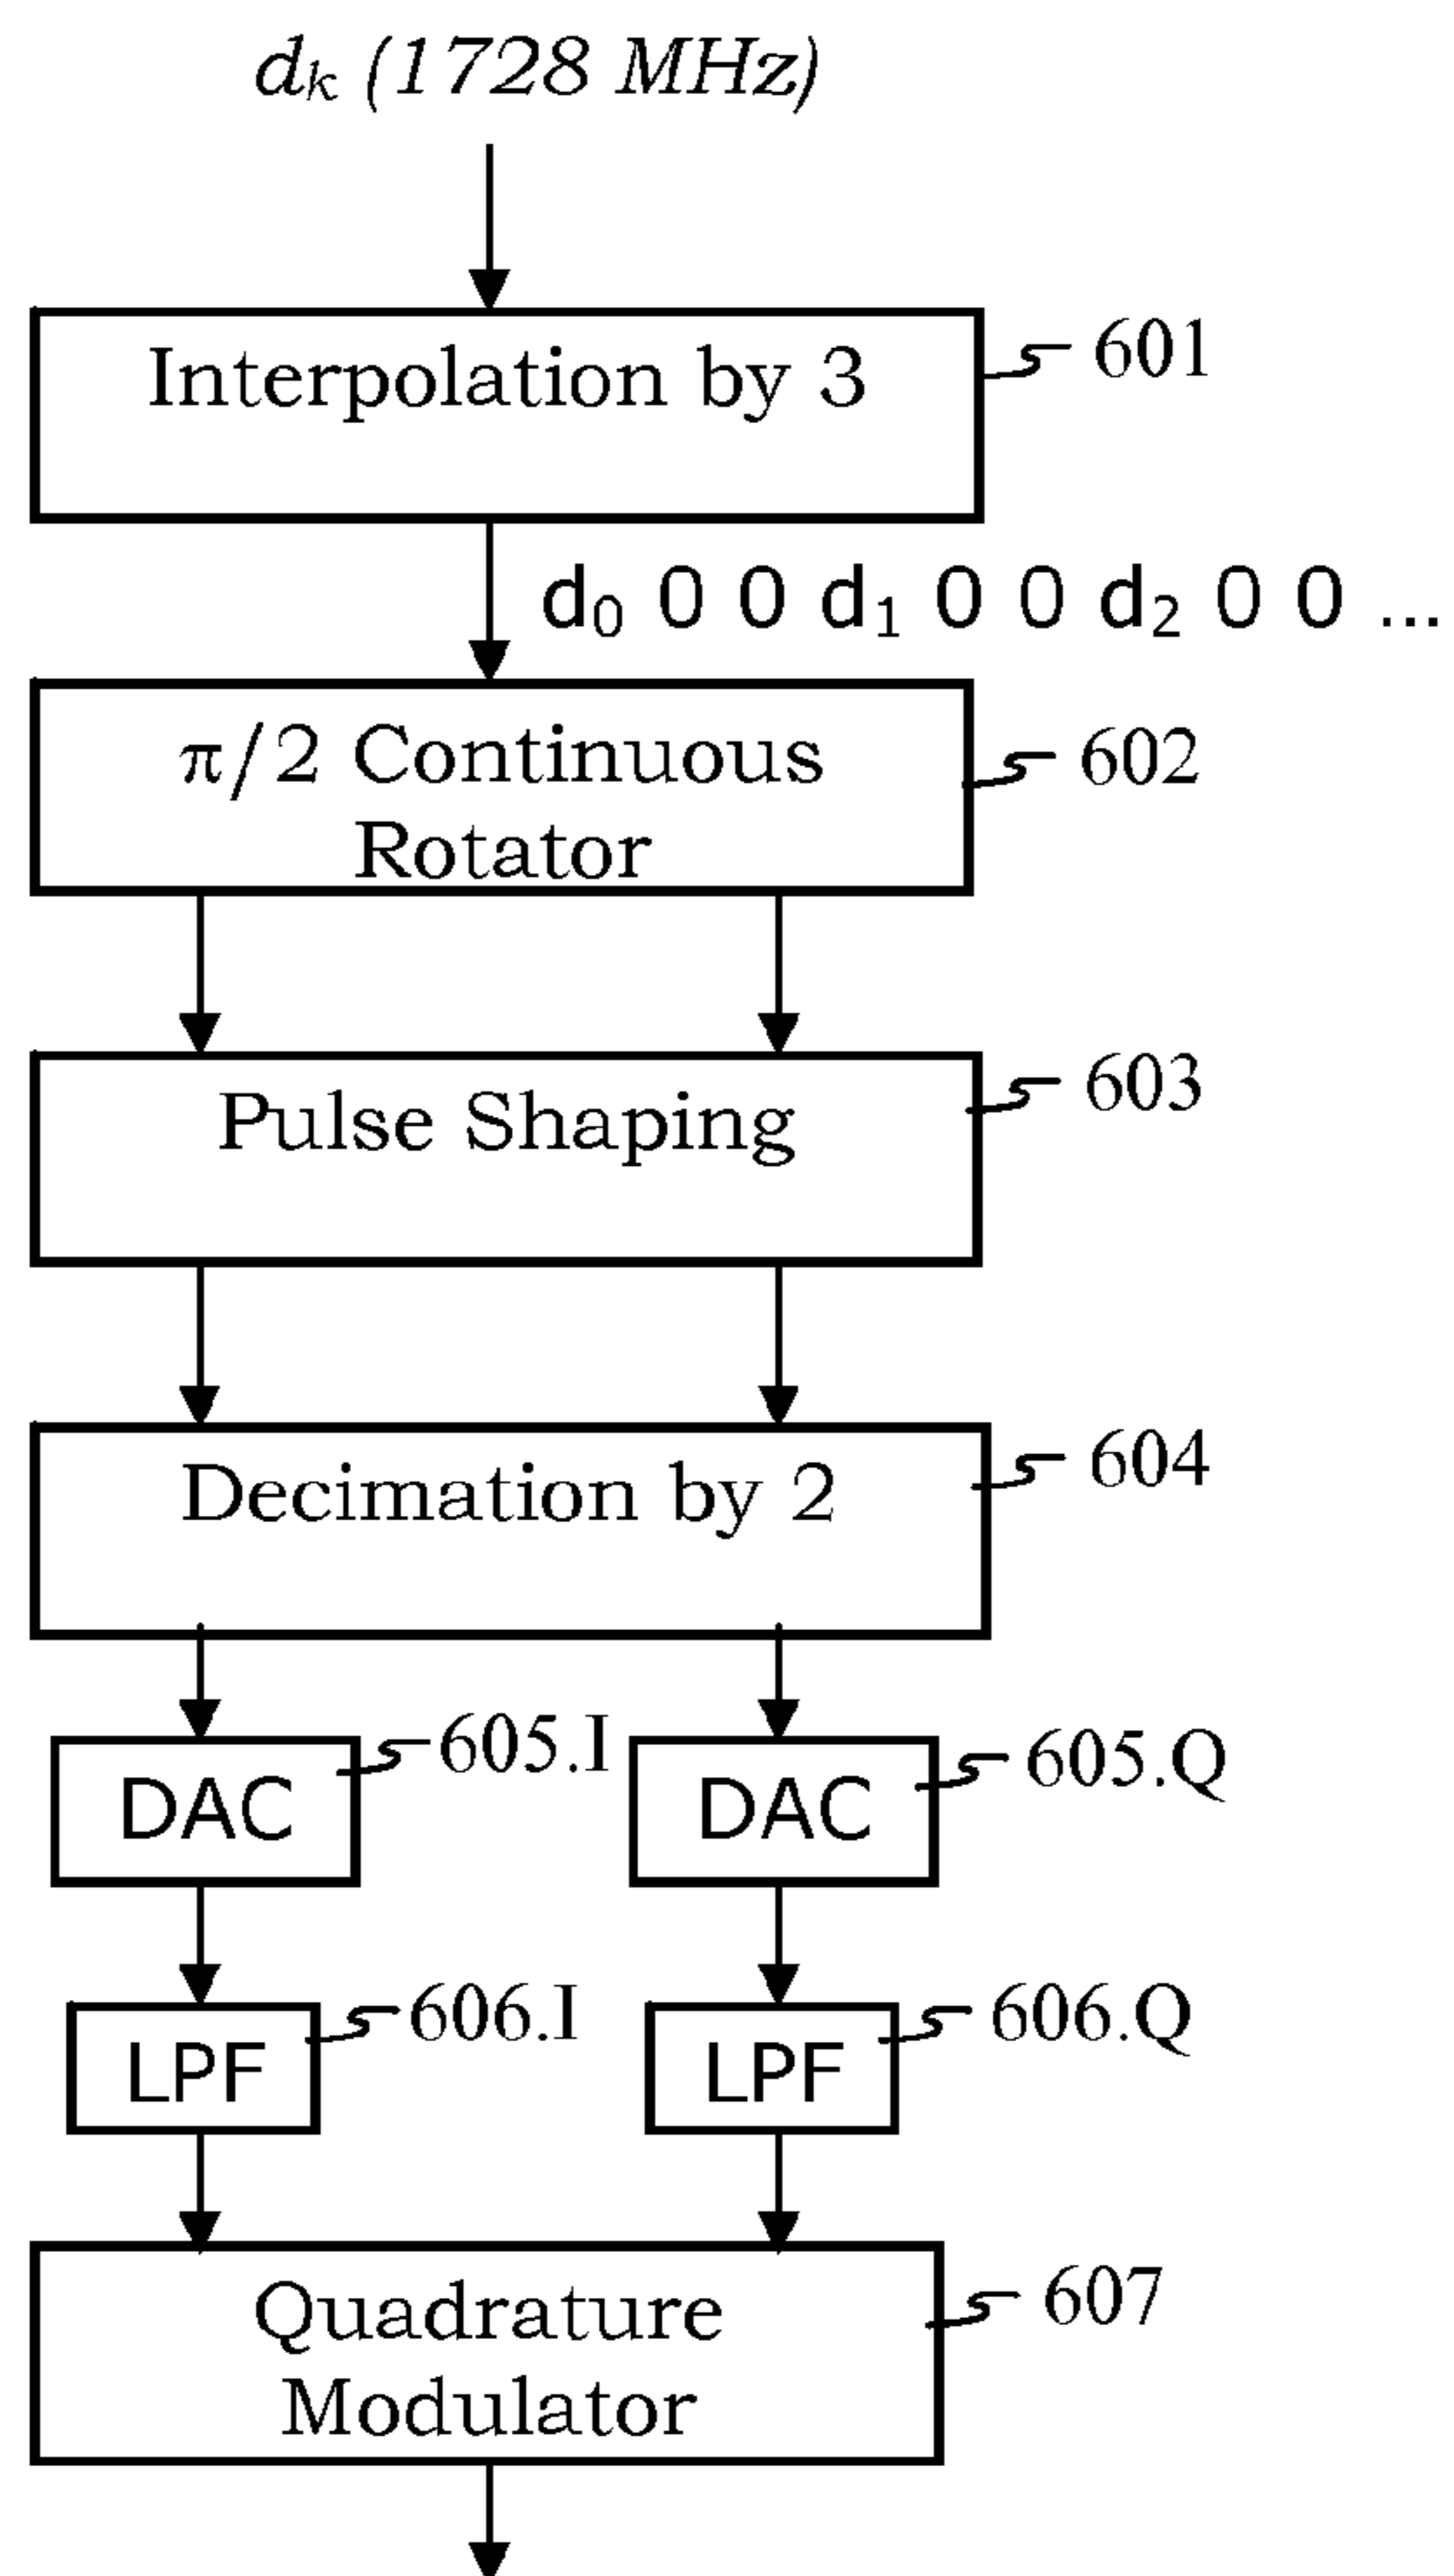 dₖ (1728 MHz)
Interpolation by 3
601
d₀ 0 0 d₁ 0 0 d₂ 0 0 ...
π/2 Continuous
Rotator
602
Pulse Shaping
603
Decimation by 2
604
DAC
605.I
DAC
605.Q
LPF
606.I
LPF
606.Q
Quadrature
Modulator
607